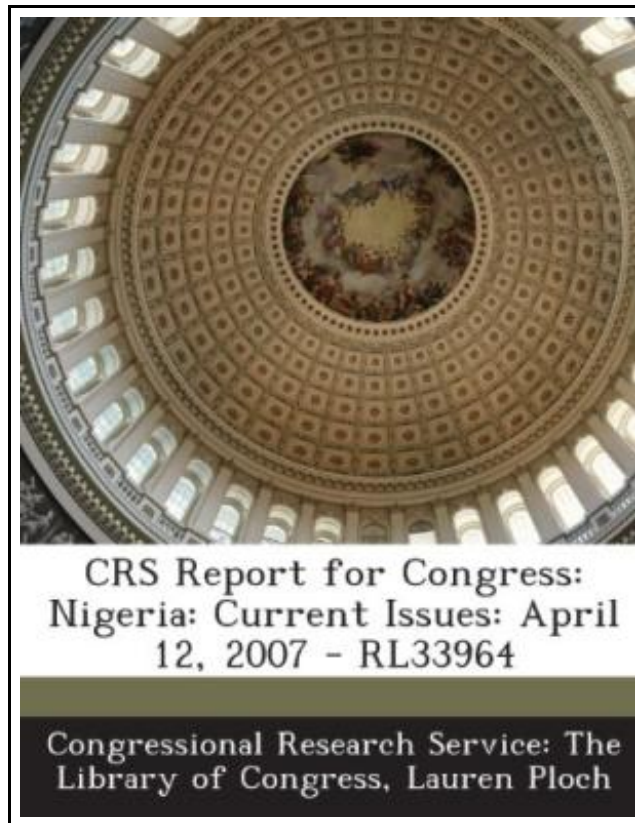 CRS Report for Congress:
Nigeria: Current Issues: April
12, 2007 - RL33964
Congressional Research Service: The
Library of Congress, Lauren Ploch